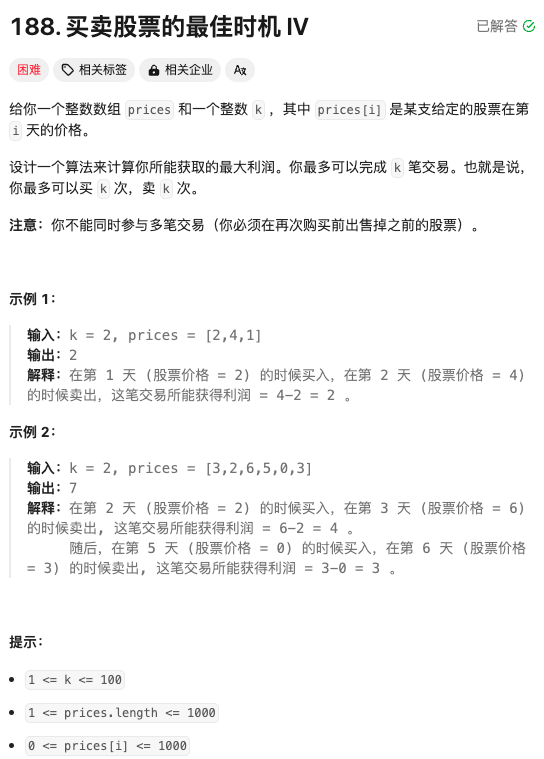 188. 买卖股票的最佳时机 IV
已解答
困难 相关标签 相关企业 Aa
给你一个整数数组 prices 和一个整数 k ，其中 prices[i] 是某支给定的股票在第
i 天的价格。
设计一个算法来计算你所能获取的最大利润。你最多可以完成 k 笔交易。也就是说，
你最多可以买 k 次，卖 k 次。
注意：你不能同时参与多笔交易（你必须在再次购买前出售掉之前的股票）。
示例 1：
输入：k = 2, prices = [2,4,1]
输出：2
解释：在第 1 天 (股票价格 = 2) 的时候买入，在第 2 天 (股票价格 = 4)
的时候卖出，这笔交易所能获得利润 = 4-2 = 2 。
示例 2：
输入：k = 2, prices = [3,2,6,5,0,3]
输出：7
解释：在第 2 天 (股票价格 = 2) 的时候买入，在第 3 天 (股票价格 = 6)
的时候卖出, 这笔交易所能获得利润 = 6-2 = 4 。
随后，在第 5 天 (股票价格 = 0) 的时候买入，在第 6 天 (股票价格
= 3) 的时候卖出, 这笔交易所能获得利润 = 3-0 = 3 。
提示：
1 <= k <= 100
1 <= prices.length <= 1000
0 <= prices[i] <= 1000